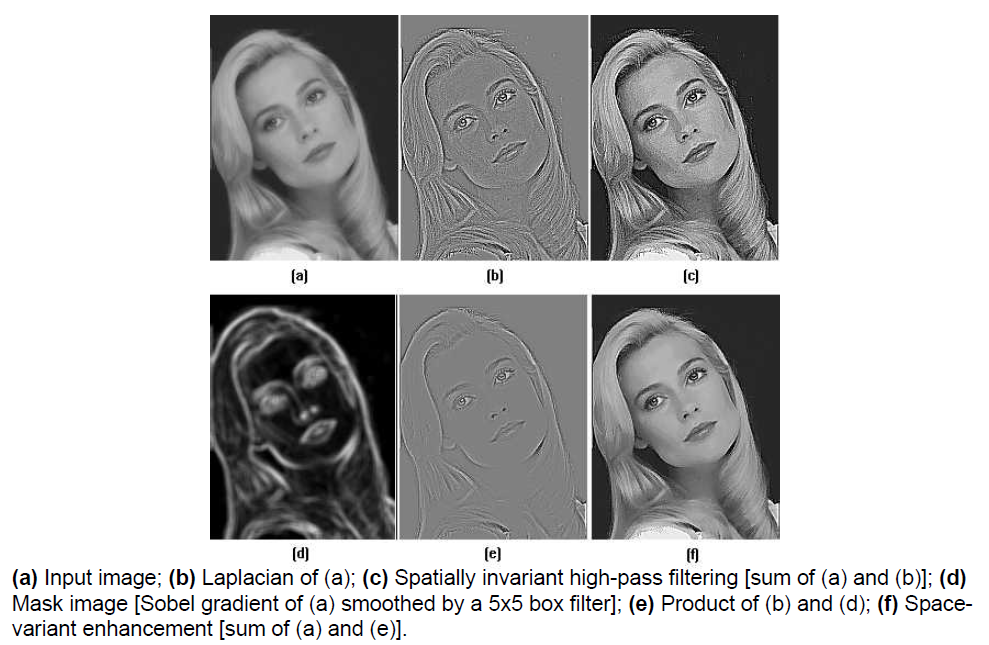 (a) (b) (c)
(d) (e) (f)
(a) Input image; (b) Laplacian of (a); (c) Spatially invariant high-pass filtering [sum of (a) and (b)]; (d)
Mask image [Sobel gradient of (a) smoothed by a 5x5 box filter]; (e) Product of (b) and (d); (f) Space-
variant enhancement [sum of (a) and (e)].